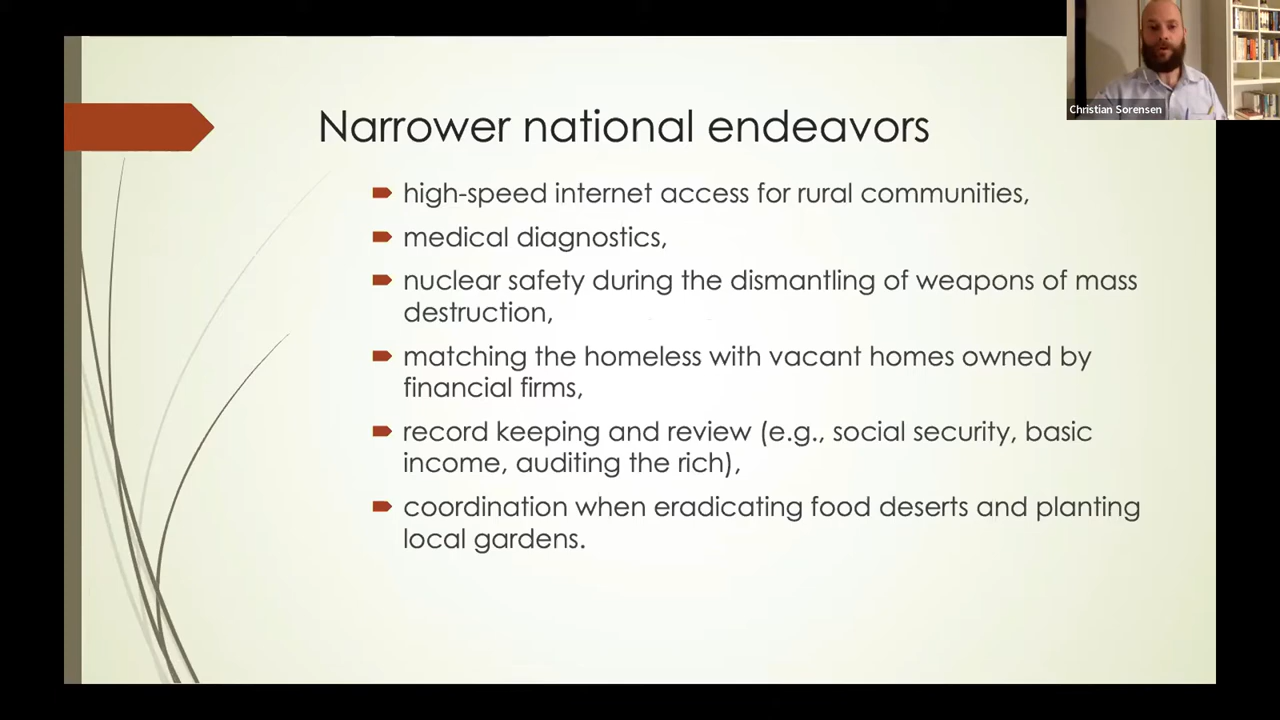 Narrower national endeavors
high-speed internet access for rural communities,
medical diagnostics,
nuclear safety during the dismantling of weapons of mass
destruction,
matching the homeless with vacant homes owned by
financial firms,
record keeping and review (e.g., social security, basic
income, auditing the rich),
coordination when eradicating food deserts and planting
local gardens.
Christian Sorensen